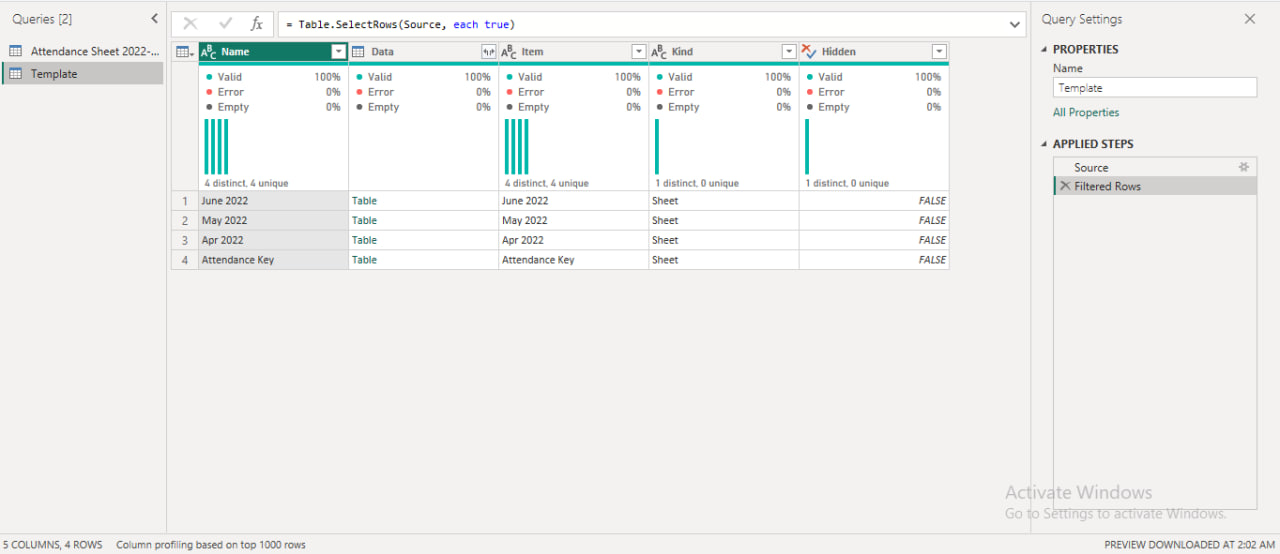 Queries [2]
Attendance Sheet 2022-...
Template
fx
= Table.SelectRows(Source, each true)
ABC Name
Data
ABC Item
ABC Kind
Hidden
Valid 100% Valid 100% Valid 100% Valid 100% Valid 100%
Error 0% Error 0% Error 0% Error 0% Error 0%
Empty 0% Empty 0% Empty 0% Empty 0% Empty 0%
4 distinct, 4 unique 4 distinct, 4 unique 1 distinct, 0 unique 1 distinct, 0 unique
1 June 2022 Table June 2022 Sheet FALSE
2 May 2022 Table May 2022 Sheet FALSE
3 Apr 2022 Table Apr 2022 Sheet FALSE
4 Attendance Key Table Attendance Key Sheet FALSE
Query Settings
PROPERTIES
Name
Template
All Properties
APPLIED STEPS
Source
Filtered Rows
Activate Windows
Go to Settings to activate Windows.
5 COLUMNS, 4 ROWS Column profiling based on top 1000 rows
PREVIEW DOWNLOADED AT 2:02 AM